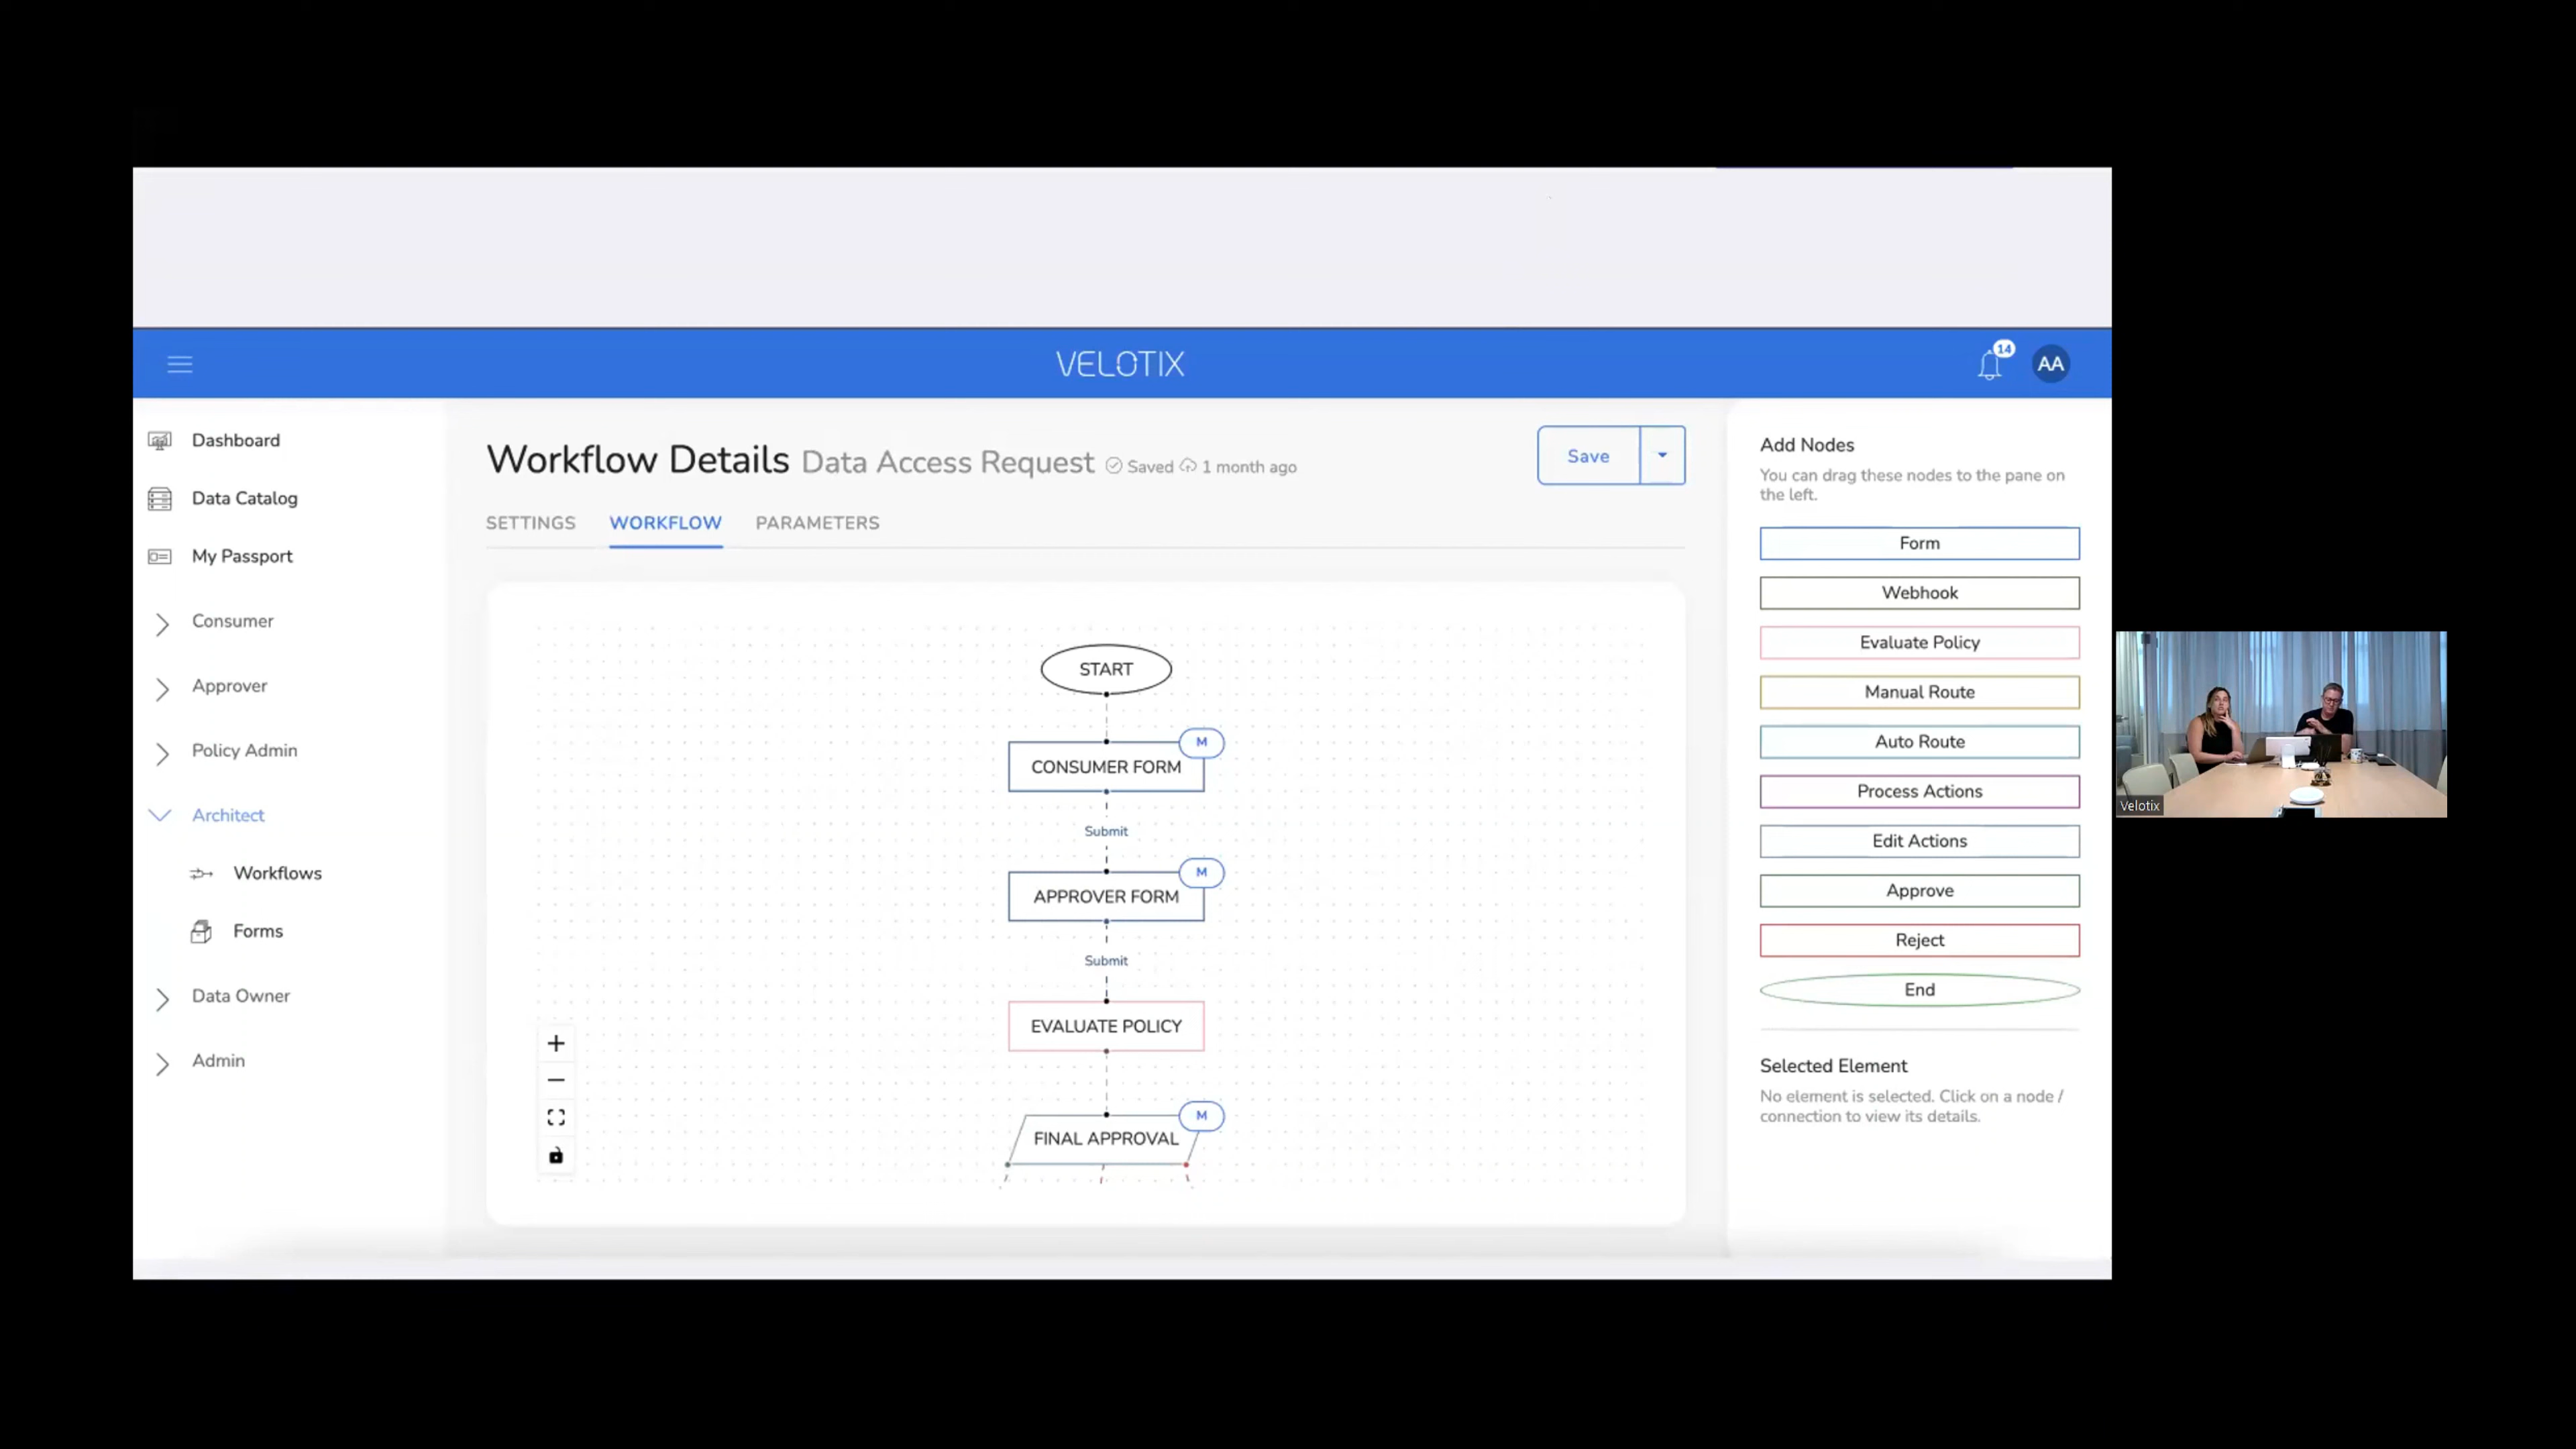 VELOTIX
14
AA
Dashboard
Data Catalog
My Passport
Consumer
Approver
Policy Admin
Architect
Workflows
Forms
Data Owner
Admin
Workflow Details Data Access Request Saved 1 month ago
Save
SETTINGS WORKFLOW PARAMETERS
START
CONSUMER FORM
M
Submit
APPROVER FORM
M
Submit
EVALUATE POLICY
FINAL APPROVAL
M
Add Nodes
You can drag these nodes to the pane on
the left.
Form
Webhook
Evaluate Policy
Manual Route
Auto Route
Process Actions
Edit Actions
Approve
Reject
End
Selected Element
No element is selected. Click on a node /
connection to view its details.
Velotix